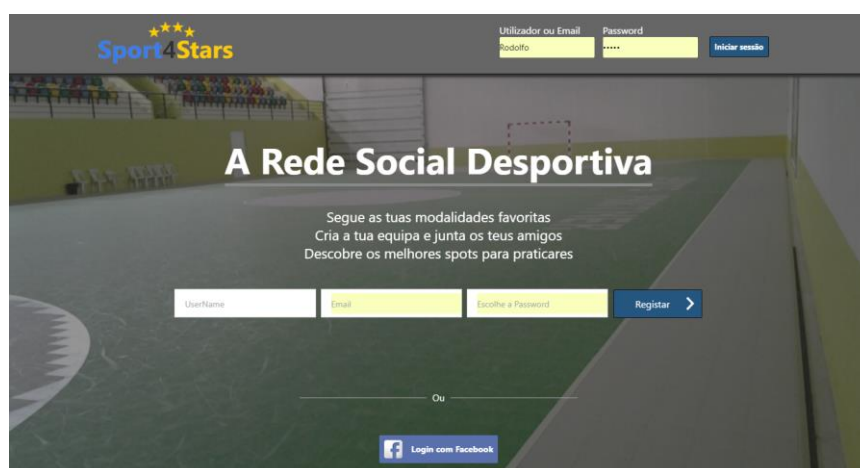 Sport4Stars
Utilizador ou Email
Password
Rodolfo
•••••
Iniciar sessão
A Rede Social Desportiva
Segue as tuas modalidades favoritas
Cria a tua equipa e junta os teus amigos
Descobre os melhores spots para praticares
UserName
Email
Escolhe a Password
Registar
Ou
Login com Facebook